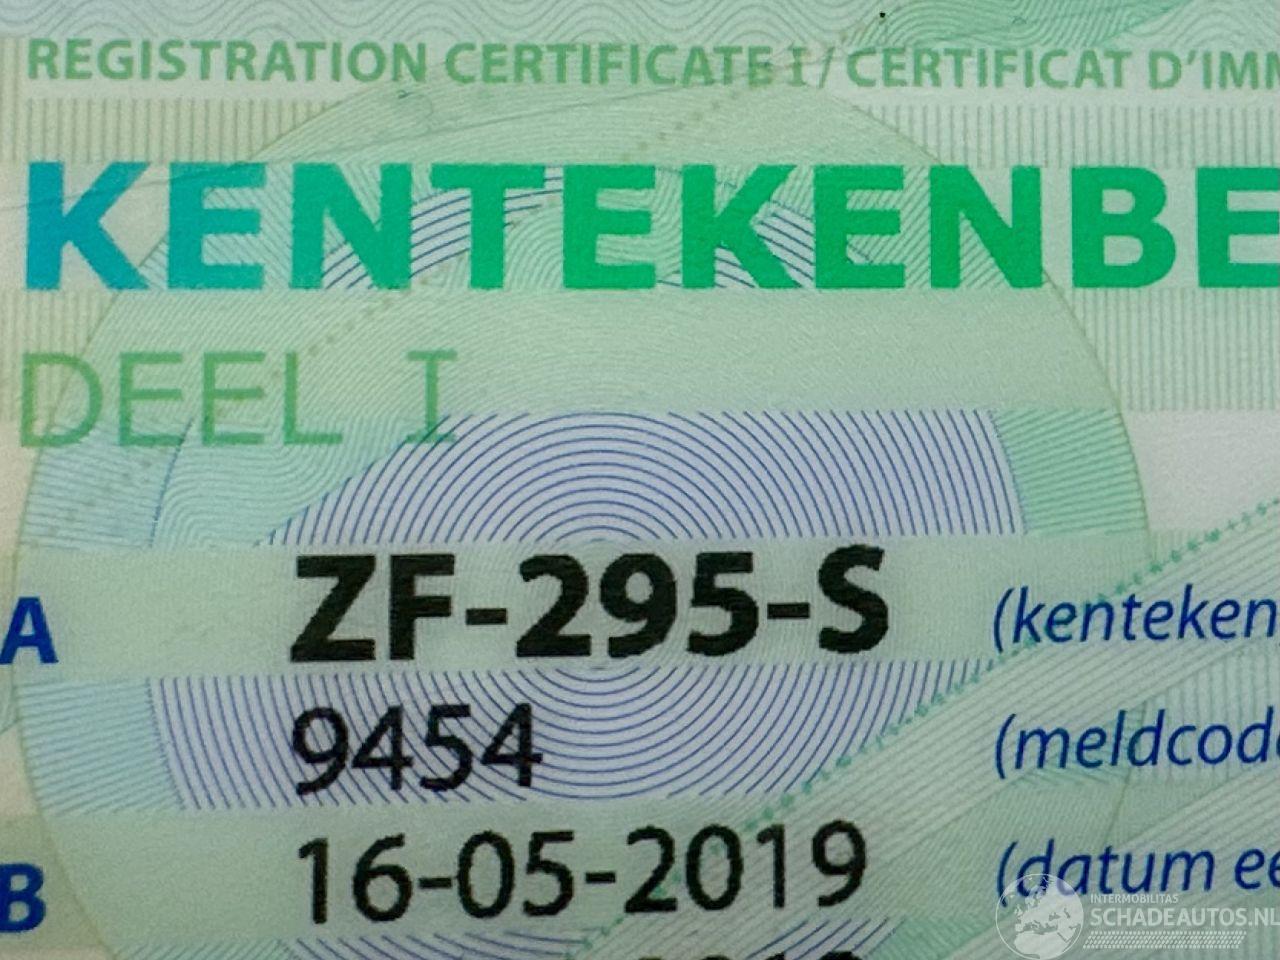 REGISTRATION CERTIFICATE I / CERTIFICAT D'IMM
KENTEKENBE
DEEL I
A ZF-295-S (kenteken
9454 (meldcode
B 16-05-2019 (datum ee
INTERMOBILITAS
SCHADEAUTOS.NL